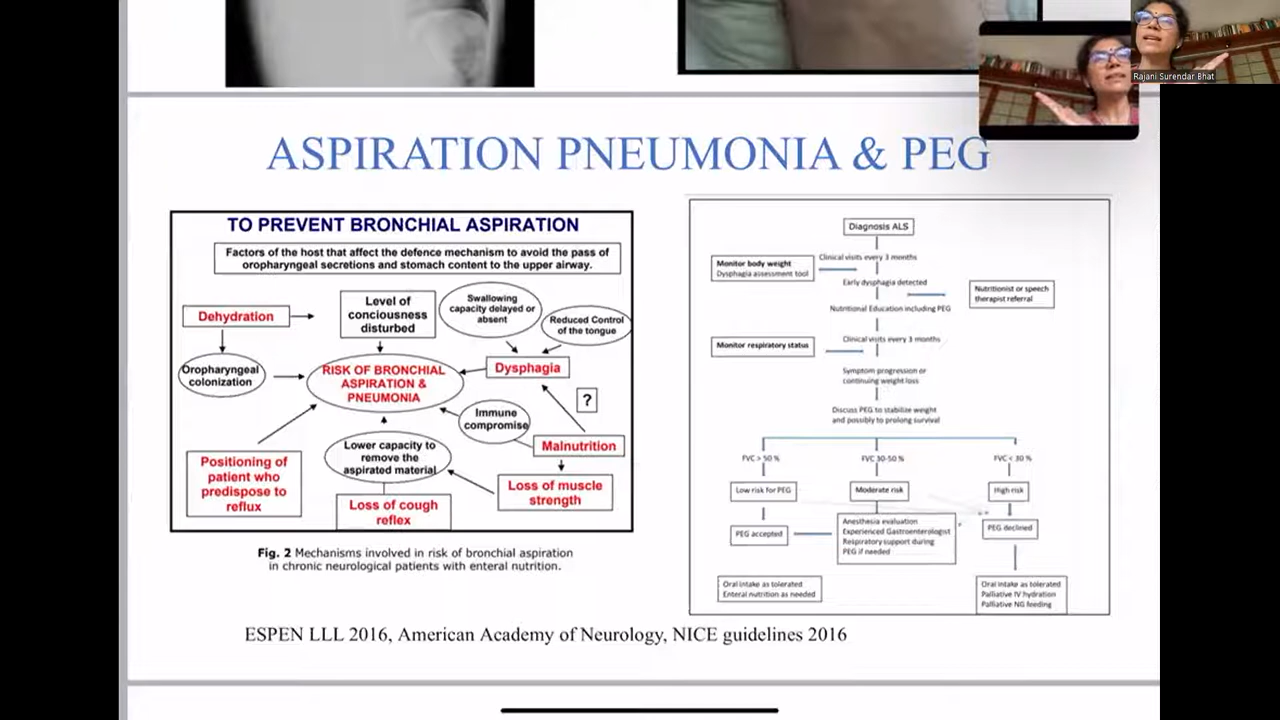 Rajani Surendar Bhat
ASPIRATION PNEUMONIA & PEG
TO PREVENT BRONCHIAL ASPIRATION
Factors of the host that affect the defence mechanism to avoid the pass of
oropharyngeal secretions and stomach content to the upper airway.
Dehydration
Level of
conciousness
disturbed
Swallowing
capacity delayed or
absent
Reduced Control
of the tongue
Oropharyngeal
colonization
RISK OF BRONCHIAL
ASPIRATION &
PNEUMONIA
Dysphagia
?
Immune
compromise
Malnutrition
Lower capacity to
remove the
aspirated material
Positioning of
patient who
predispose to
reflux
Loss of muscle
strength
Loss of cough
reflex
Fig. 2 Mechanisms involved in risk of bronchial aspiration
in chronic neurological patients with enteral nutrition.
Diagnosis ALS
Clinical visits every 3 months
Monitor body weight
Dysphagia assessment tool
Early dysphagia detected
Nutritionist or speech
therapist referral
Nutritional Education including PEG
Clinical visits every 3 months
Monitor respiratory status
Symptom progression or
continuing weight loss
Discuss PEG to stabilize weight
and possibly to prolong survival
FVC > 50 %
FVC 30-50 %
FVC < 30 %
Low risk for PEG
Moderate risk
High risk
PEG accepted
Anesthesia evaluation
Experienced Gastroenterologist
Respiratory support during
PEG if needed
PEG declined
Oral intake as tolerated
Enteral nutrition as needed
Oral intake as tolerated
Palliative IV hydration
Palliative NG feeding
ESPEN LLL 2016, American Academy of Neurology, NICE guidelines 2016